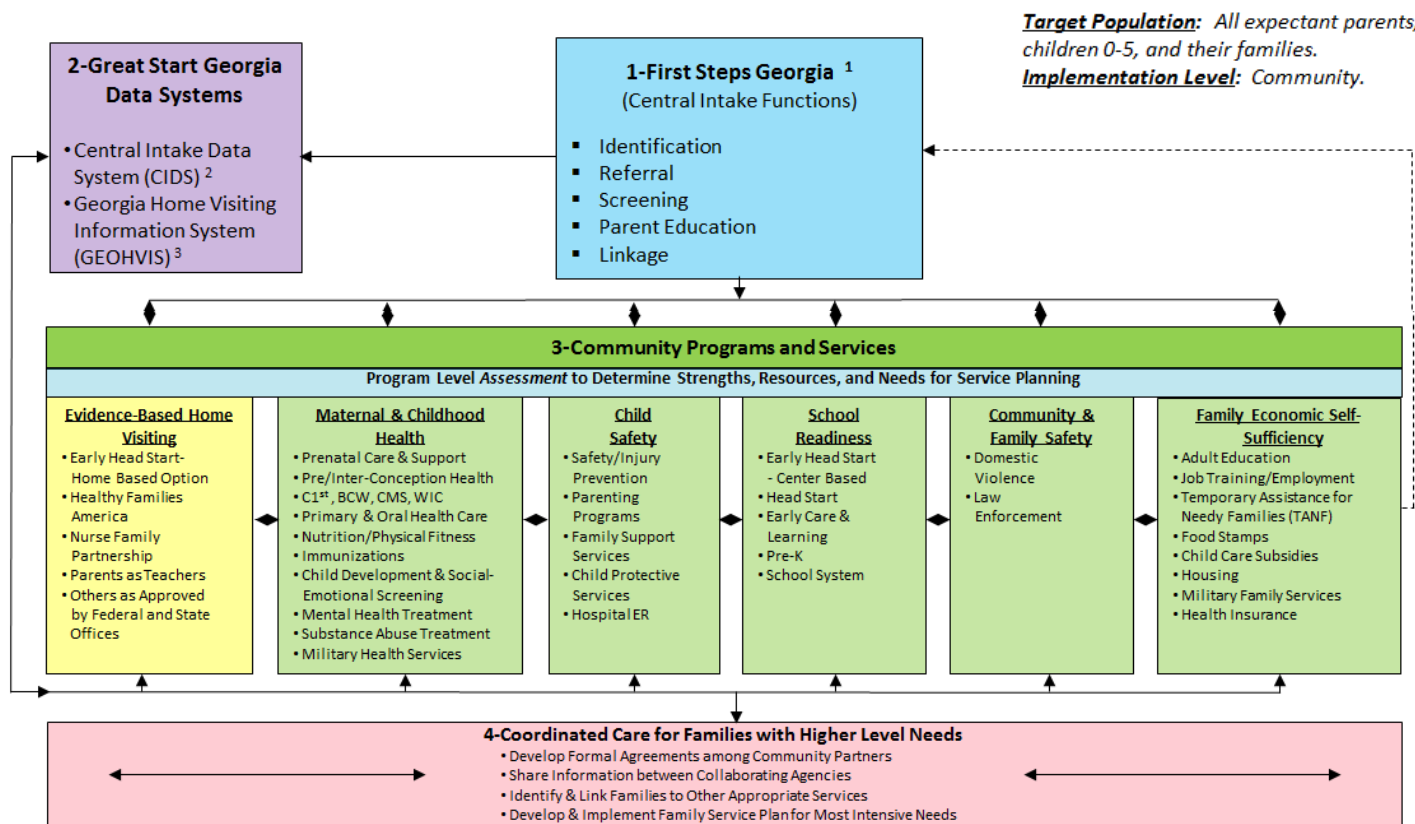 Target Population: All expectant parents,
children 0-5, and their families.
Implementation Level: Community.
2-Great Start Georgia
Data Systems
• Central Intake Data
System (CIDS) 2
• Georgia Home Visiting
Information System
(GEOHVIS) 3
1-First Steps Georgia 1
(Central Intake Functions)
▪ Identification
▪ Referral
▪ Screening
▪ Parent Education
▪ Linkage
3-Community Programs and Services
Program Level Assessment to Determine Strengths, Resources, and Needs for Service Planning
Evidence-Based Home
Visiting
• Early Head Start-
Home Based Option
• Healthy Families
America
• Nurse Family
Partnership
• Parents as Teachers
• Others as Approved
by Federal and State
Offices
Maternal & Childhood
Health
• Prenatal Care & Support
• Pre/Inter-Conception Health
• C1st, BCW, CMS, WIC
• Primary & Oral Health Care
• Nutrition/Physical Fitness
• Immunizations
• Child Development & Social-
Emotional Screening
• Mental Health Treatment
• Substance Abuse Treatment
• Military Health Services
Child
Safety
• Safety/Injury
Prevention
• Parenting
Programs
• Family Support
Services
• Child Protective
Services
• Hospital ER
School
Readiness
• Early Head Start
- Center Based
• Head Start
• Early Care &
Learning
• Pre-K
• School System
Community &
Family Safety
• Domestic
Violence
• Law
Enforcement
Family Economic Self-
Sufficiency
• Adult Education
• Job Training/Employment
• Temporary Assistance for
Needy Families (TANF)
• Food Stamps
• Child Care Subsidies
• Housing
• Military Family Services
• Health Insurance
4-Coordinated Care for Families with Higher Level Needs
• Develop Formal Agreements among Community Partners
• Share Information between Collaborating Agencies
• Identify & Link Families to Other Appropriate Services
• Develop & Implement Family Service Plan for Most Intensive Needs